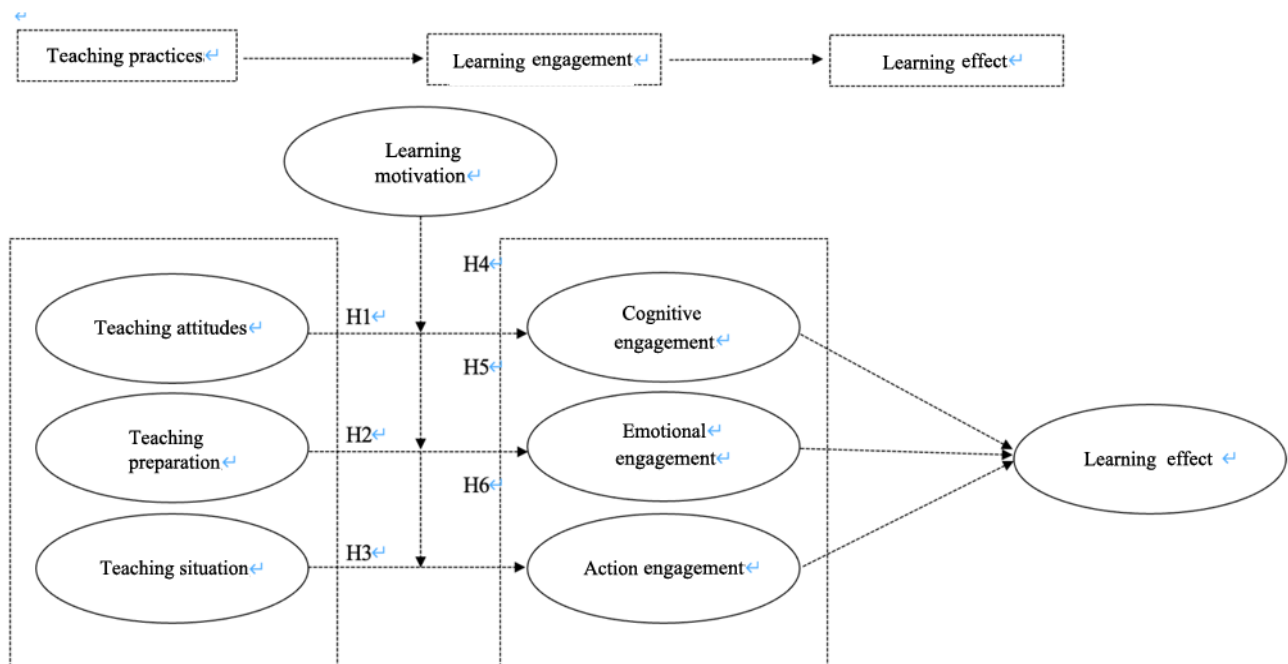 Teaching practices
Learning engagement
Learning effect
Learning
motivation
H4
Teaching attitudes
H1
Cognitive
engagement
H5
Teaching
preparation
H2
Emotional
engagement
Learning effect
H6
Teaching situation
H3
Action engagement